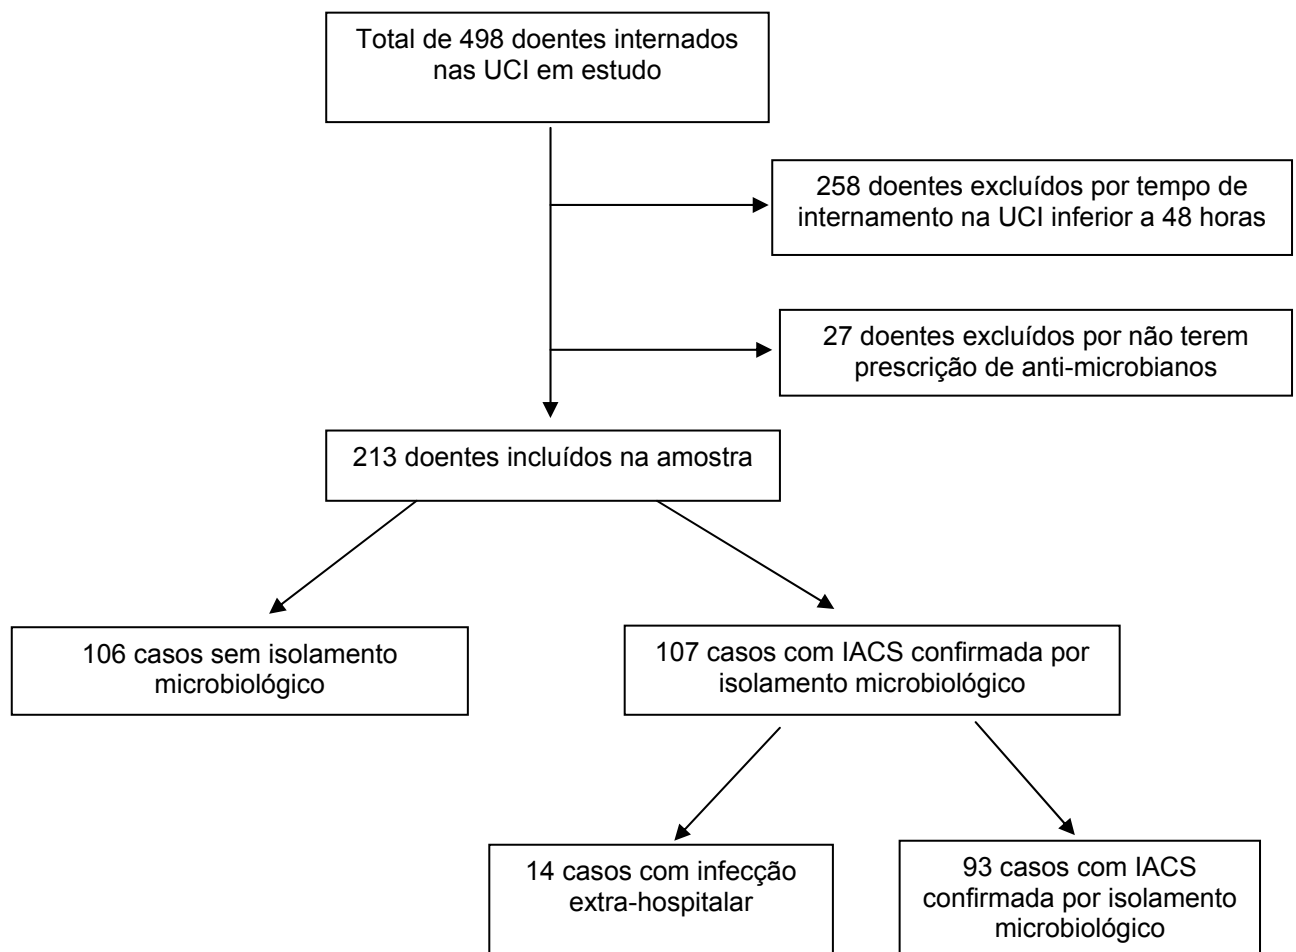 Total de 498 doentes internados
nas UCI em estudo
258 doentes excluídos por tempo de
internamento na UCI inferior a 48 horas
27 doentes excluídos por não terem
prescrição de anti-microbianos
213 doentes incluídos na amostra
106 casos sem isolamento
microbiológico
107 casos com IACS confirmada por
isolamento microbiológico
14 casos com infecção
extra-hospitalar
93 casos com IACS
confirmada por isolamento
microbiológico